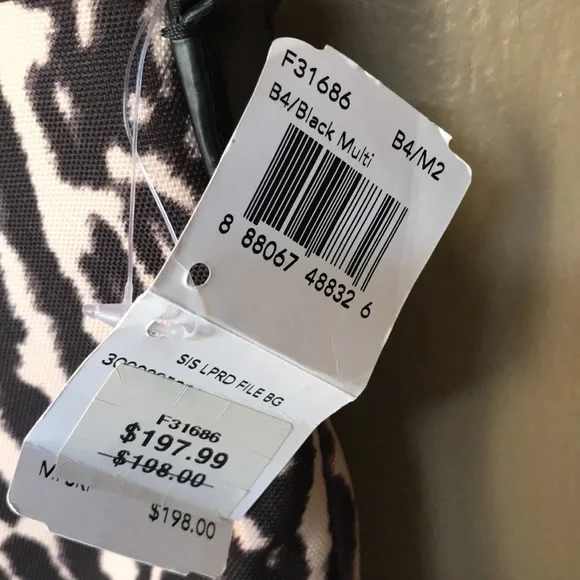 F31686
B4/Black Multi B4/M2
8 88067 48832 6
S/S LPRD FILE BG
F31686
$197.99
$198.00
$198.00